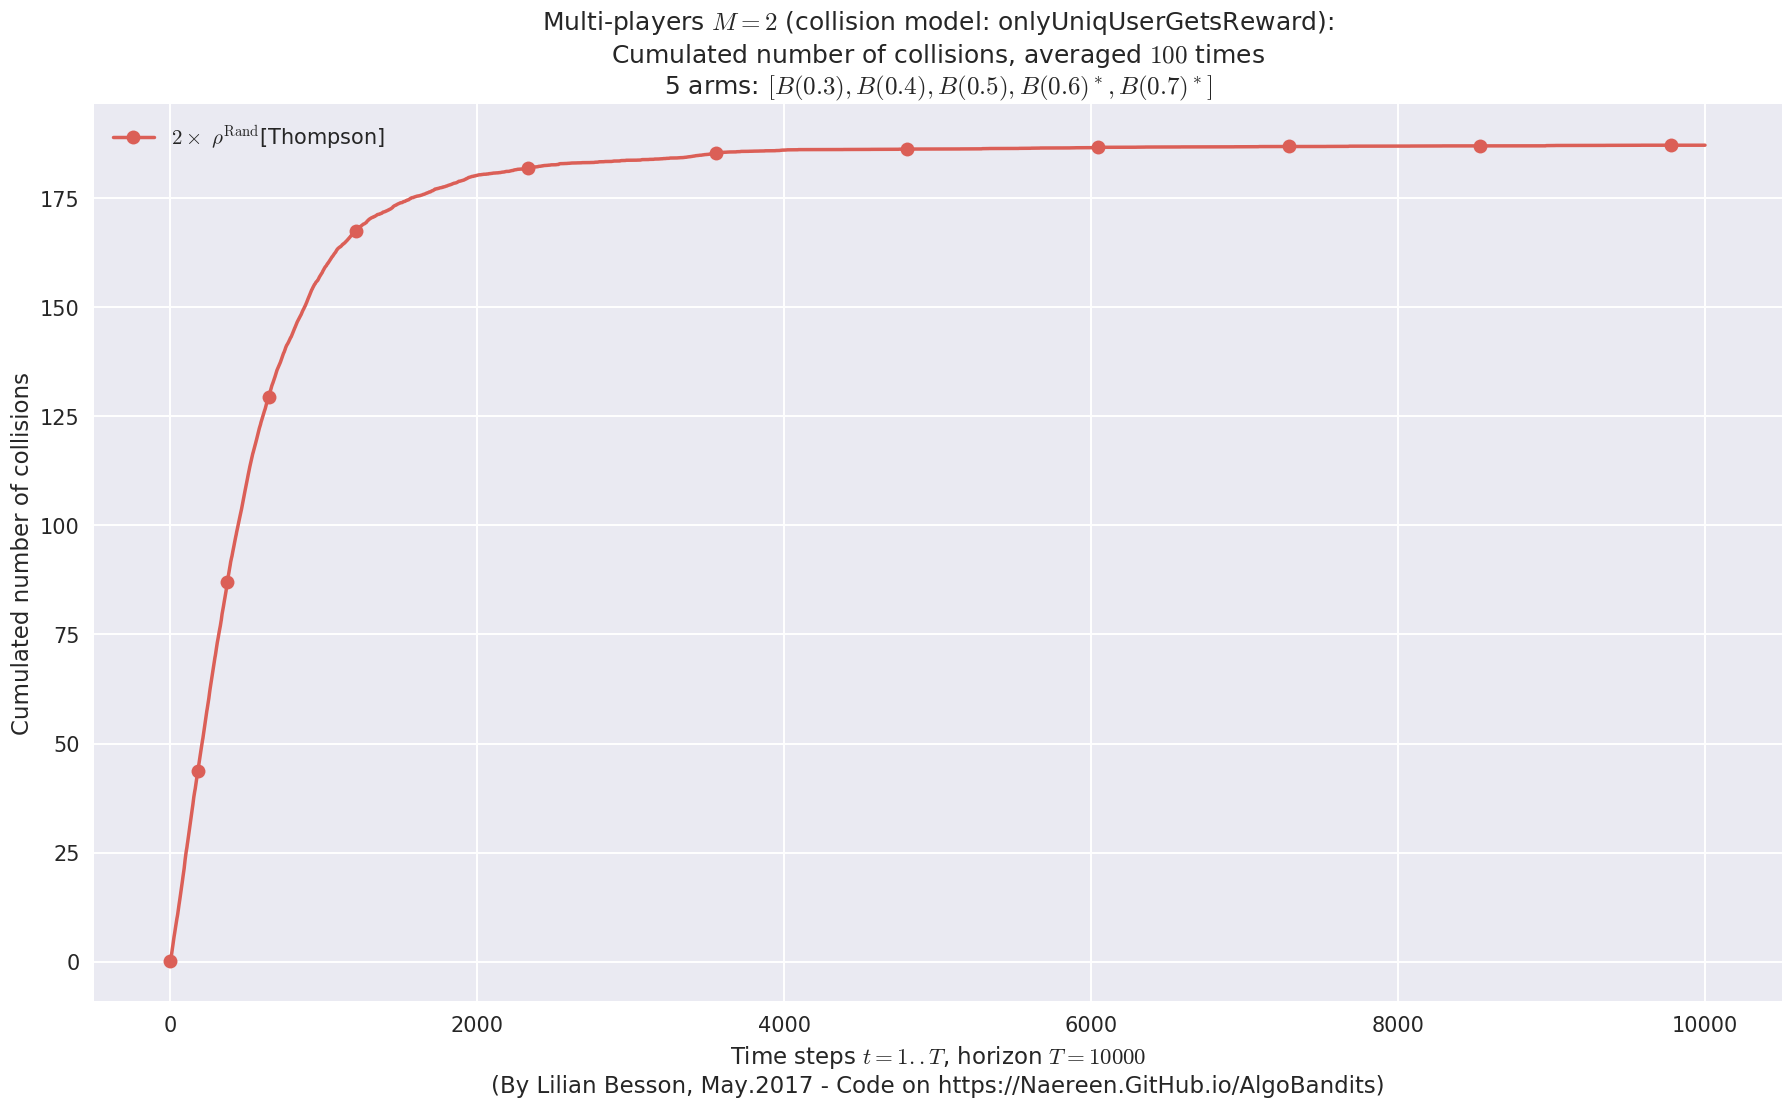 Multi-players M = 2 (collision model: onlyUniqUserGetsReward):
Cumulated number of collisions, averaged 100 times
5 arms: [B(0.3), B(0.4), B(0.5), B(0.6)*, B(0.7)*]
2× ρ^Rand[Thompson]
Cumulated number of collisions
175
150
125
100
75
50
25
0
0 2000 4000 6000 8000 10000
Time steps t = 1..T, horizon T = 10000
(By Lilian Besson, May.2017 - Code on https://Naereen.GitHub.io/AlgoBandits)